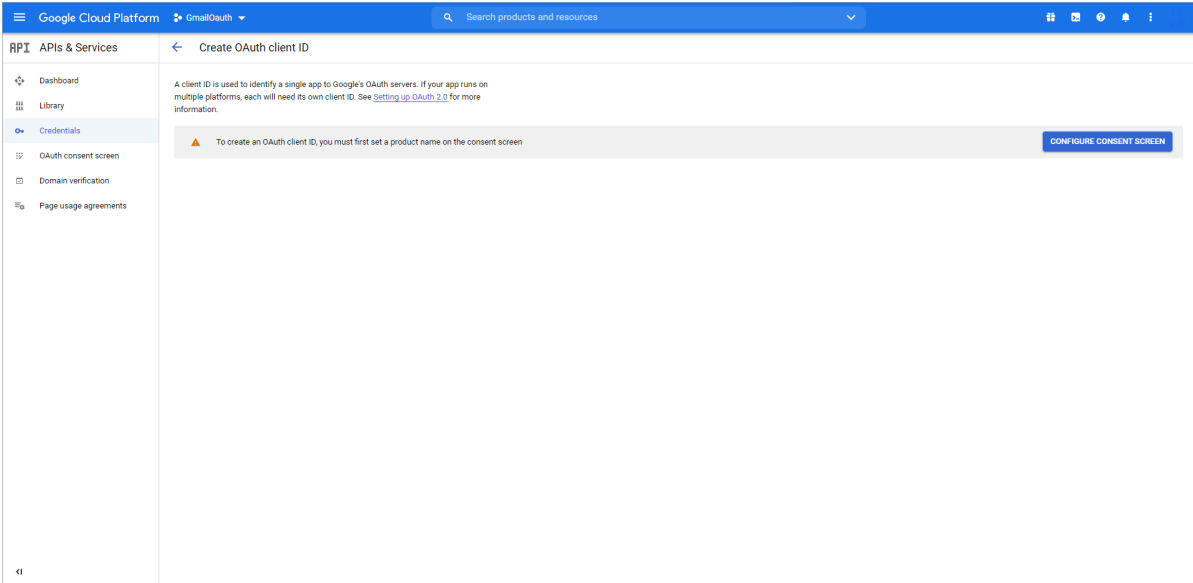 Google Cloud Platform GmailOauth Search products and resources
API APIs & Services Create OAuth client ID
Dashboard
Library
Credentials
OAuth consent screen
Domain verification
Page usage agreements
A client ID is used to identify a single app to Google's OAuth servers. If your app runs on
multiple platforms, each will need its own client ID. See Setting up OAuth 2.0 for more
information.
To create an OAuth client ID, you must first set a product name on the consent screen
CONFIGURE CONSENT SCREEN